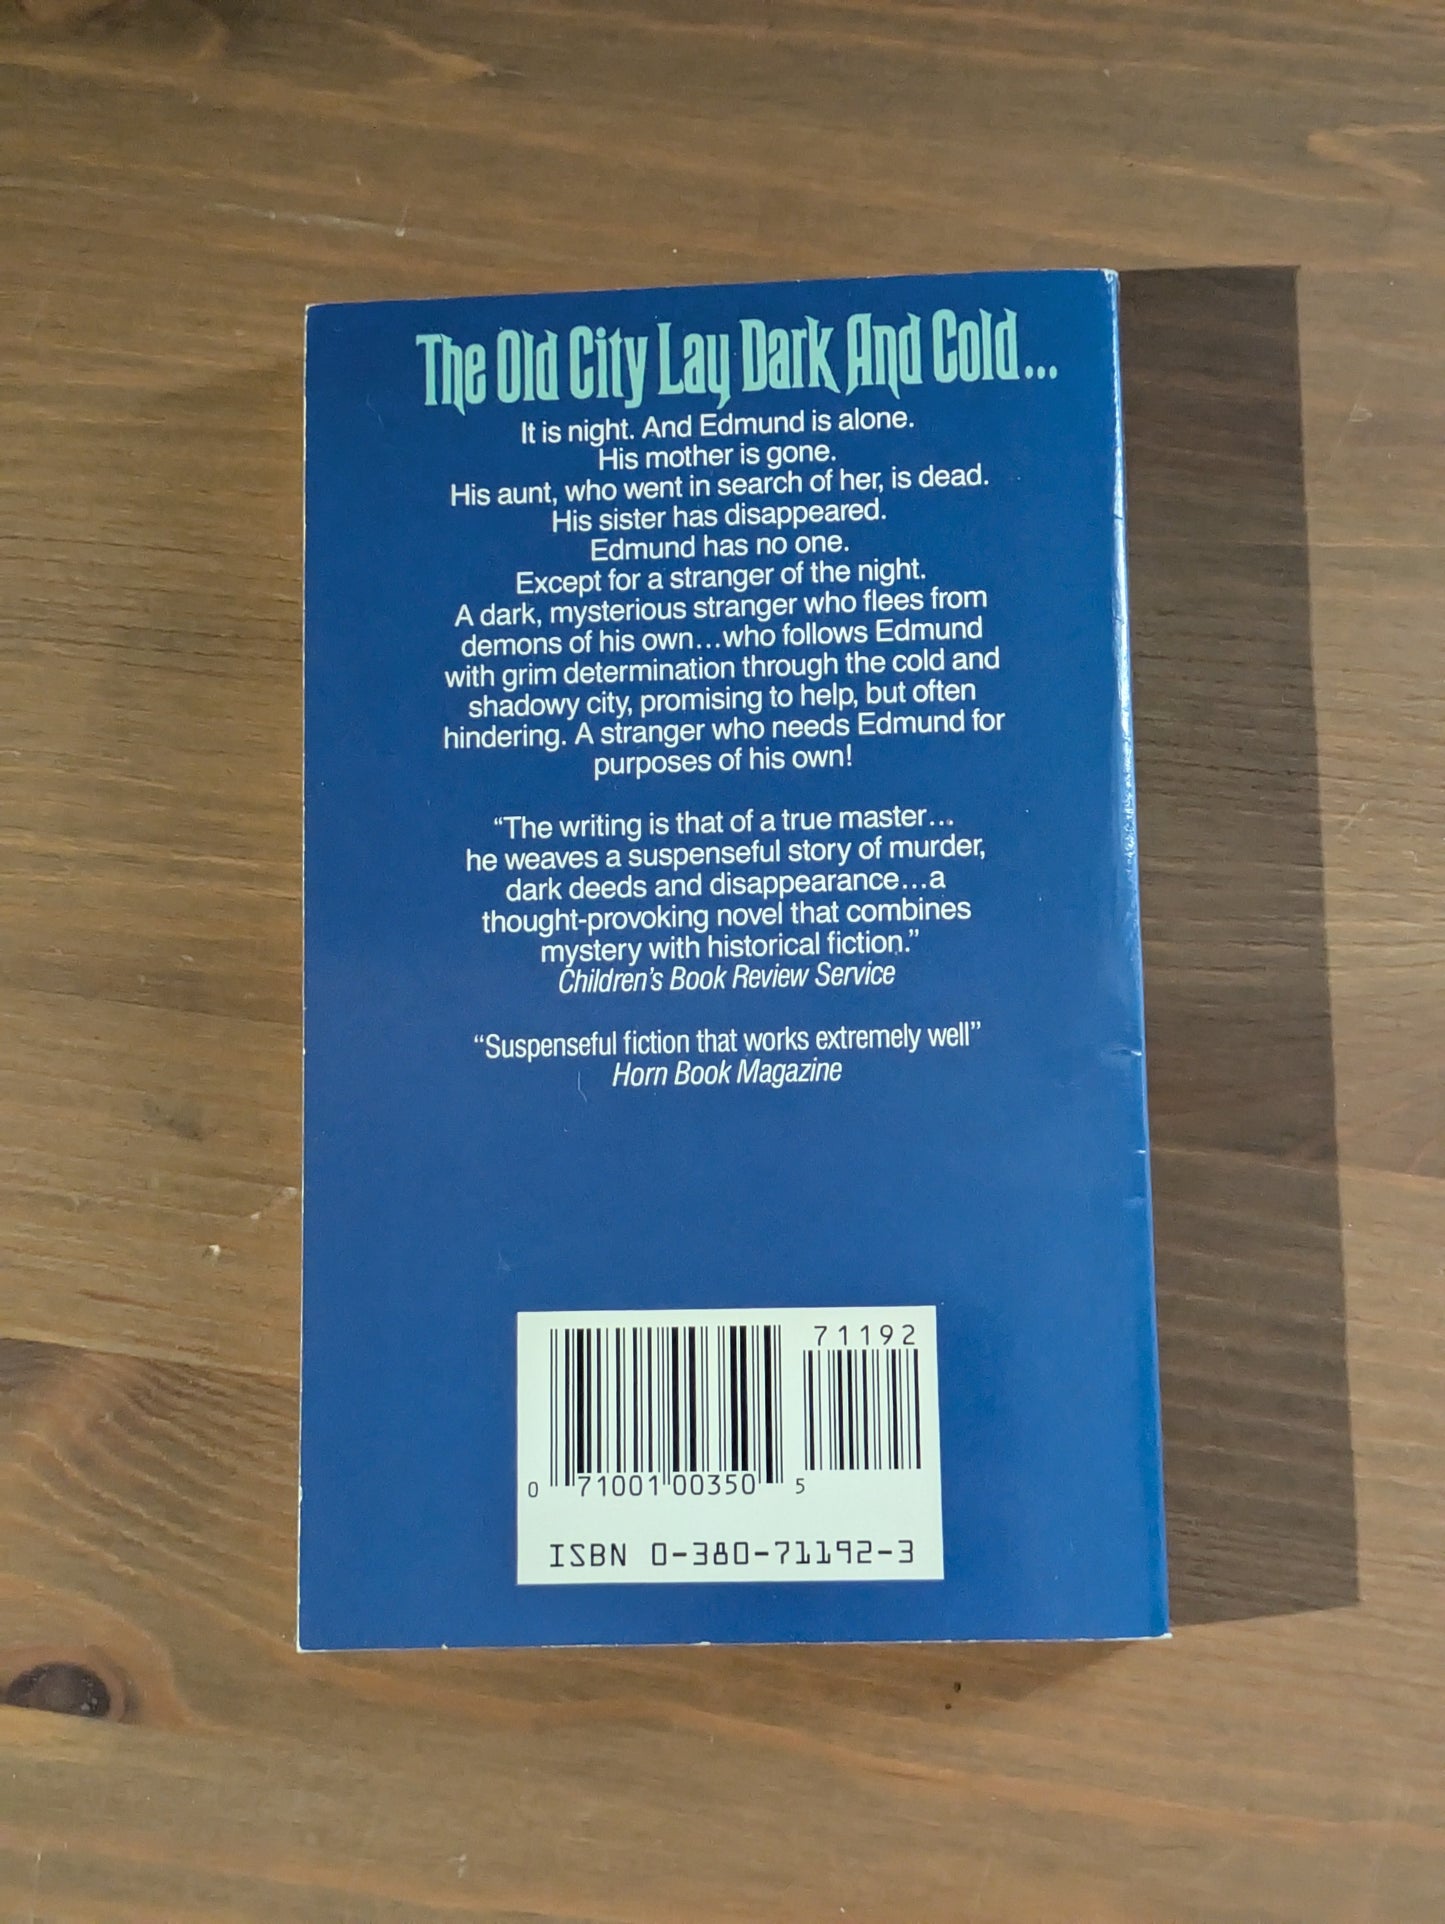 The Old City Lay Dark And Cold...
It is night. And Edmund is alone.
His mother is gone.
His aunt, who went in search of her, is dead.
His sister has disappeared.
Edmund has no one.
Except for a stranger of the night.
A dark, mysterious stranger who flees from
demons of his own...who follows Edmund
with grim determination through the cold and
shadowy city, promising to help, but often
hindering. A stranger who needs Edmund for
purposes of his own!
“The writing is that of a true master...
he weaves a suspenseful story of murder,
dark deeds and disappearance...a
thought-provoking novel that combines
mystery with historical fiction.”
Children's Book Review Service
“Suspenseful fiction that works extremely well”
Horn Book Magazine
71192
0 71001 00350 5
ISBN 0-380-71192-3